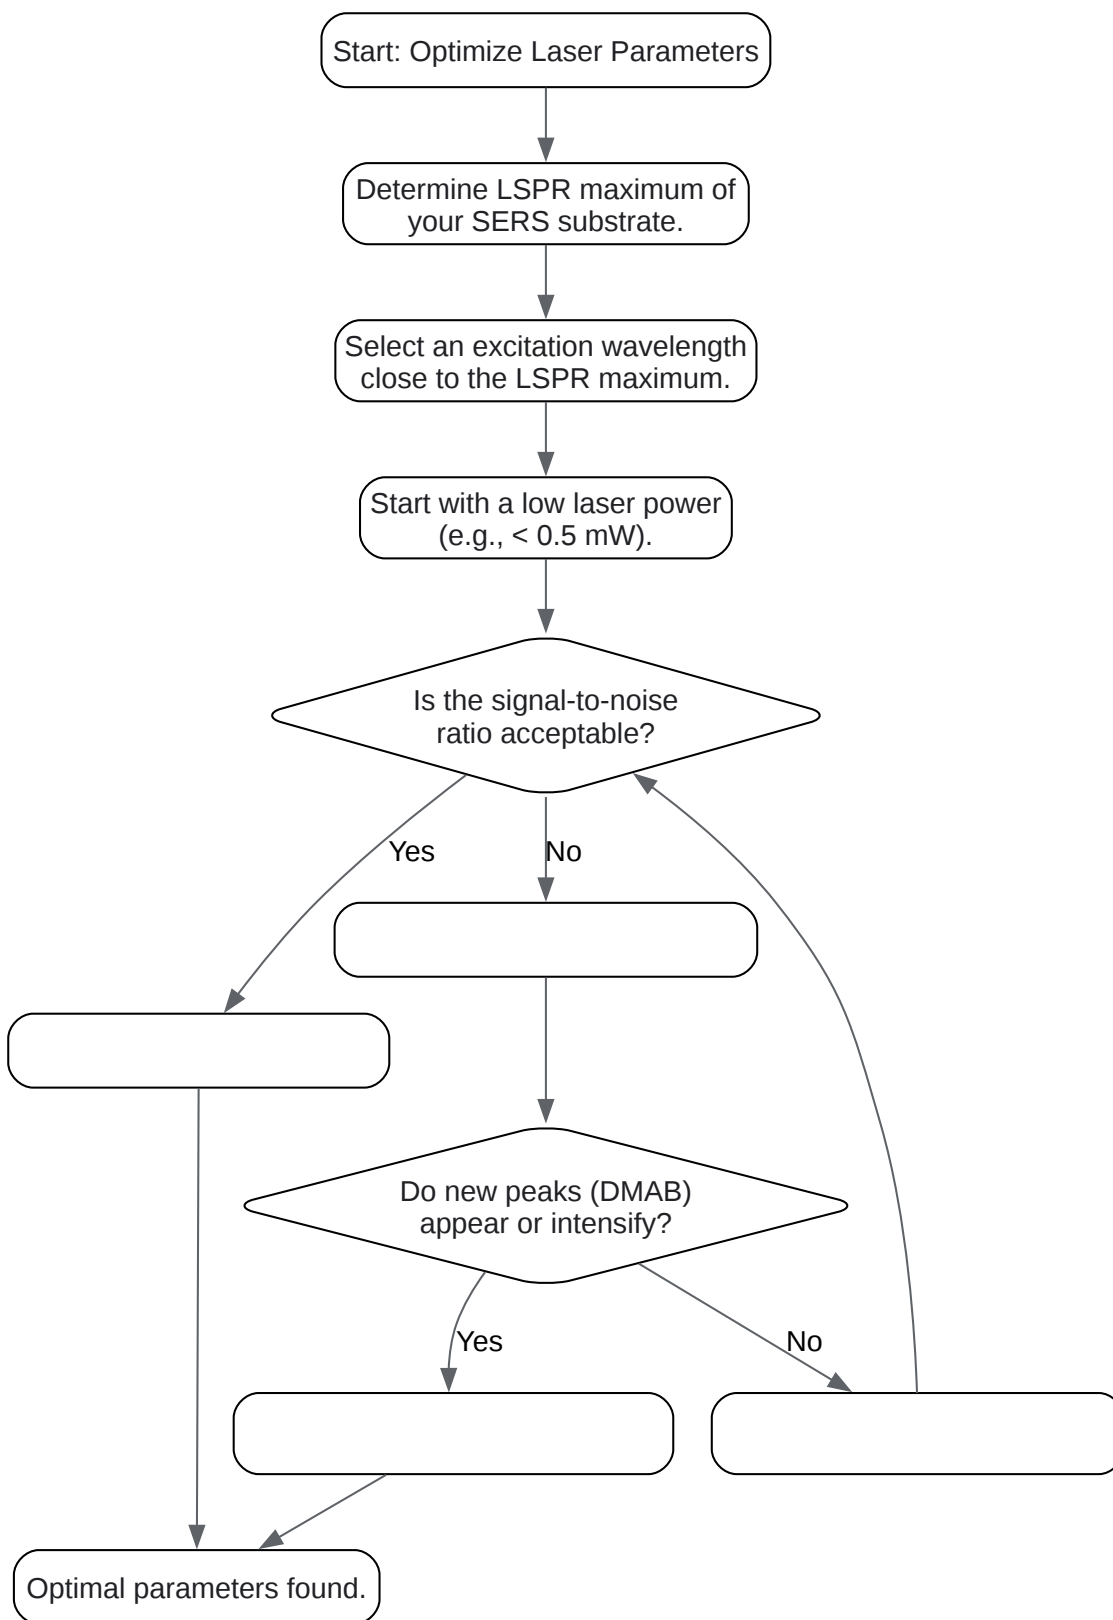 Start: Optimize Laser Parameters
Determine LSPR maximum of
your SERS substrate.
Select an excitation wavelength
close to the LSPR maximum.
Start with a low laser power
(e.g., < 0.5 mW).
Is the signal-to-noise
ratio acceptable?
Yes
No
Do new peaks (DMAB)
appear or intensify?
Yes
No
Optimal parameters found.